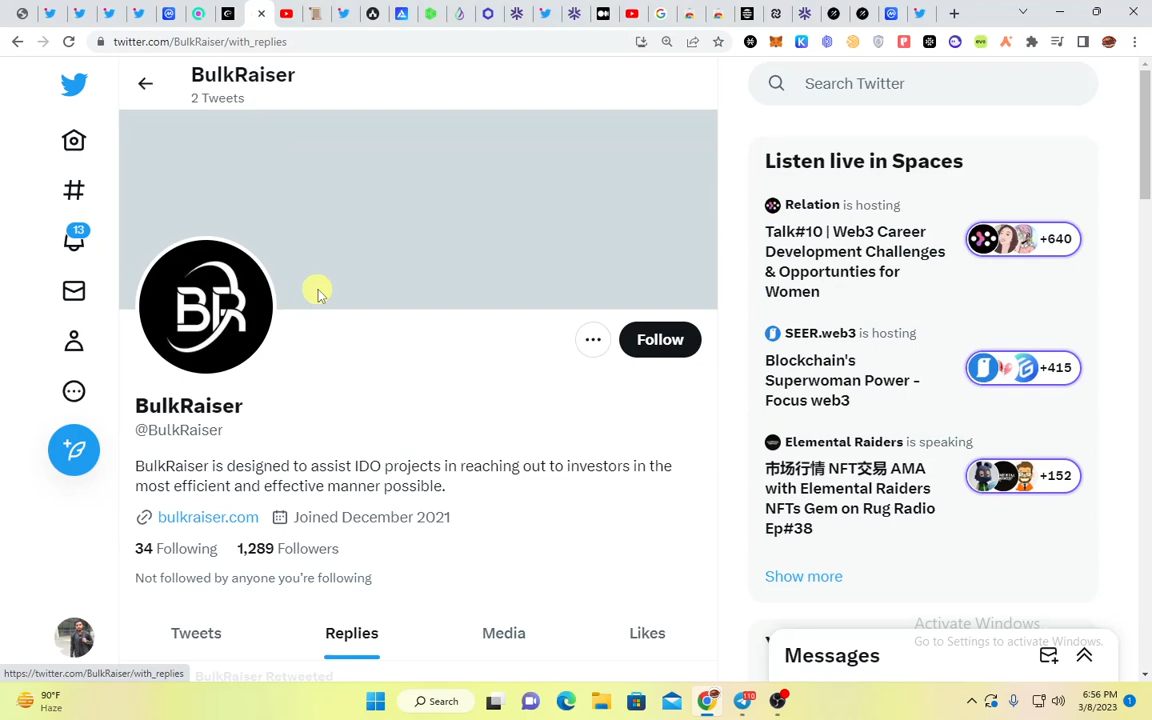 twitter.com/BulkRaiser/with_replies
BulkRaiser
2 Tweets
Search Twitter
Listen live in Spaces
Relation is hosting
Talk#10 | Web3 Career
Development Challenges
& Opportunties for
Women
+640
SEER.web3 is hosting
Blockchain's
Superwoman Power -
Focus web3
+415
Elemental Raiders is speaking
市场行情 NFT交易 AMA
with Elemental Raiders
NFTs Gem on Rug Radio
Ep#38
+152
Show more
13
BR
Follow
BulkRaiser
@BulkRaiser
BulkRaiser is designed to assist IDO projects in reaching out to investors in the
most efficient and effective manner possible.
bulkraiser.com Joined December 2021
34 Following 1,289 Followers
Not followed by anyone you're following
Tweets Replies Media Likes
BulkRaiser Retweeted
Activate Windows
Go to Settings to activate Windows.
Messages
https://twitter.com/BulkRaiser/with_replies
90°F
Haze
Search
110
6:56 PM
3/8/2023
1